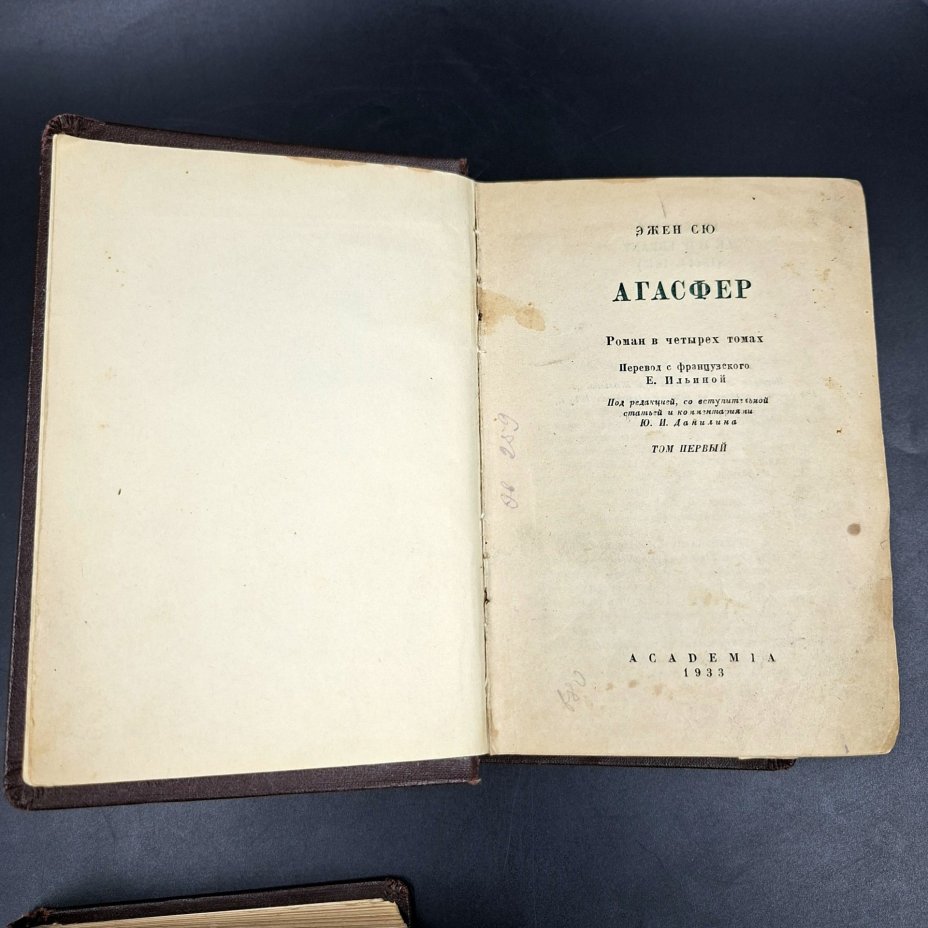 ЭЖЕН СЮ
АГАСФЕР
Роман в четырех томах
Перевод с французского
Е. Ильиной
Под редакцией, со вступительной
статьей и комментариями
Ю. И. Данилина
ТОМ ПЕРВЫЙ
259
ACADEMIA
1933